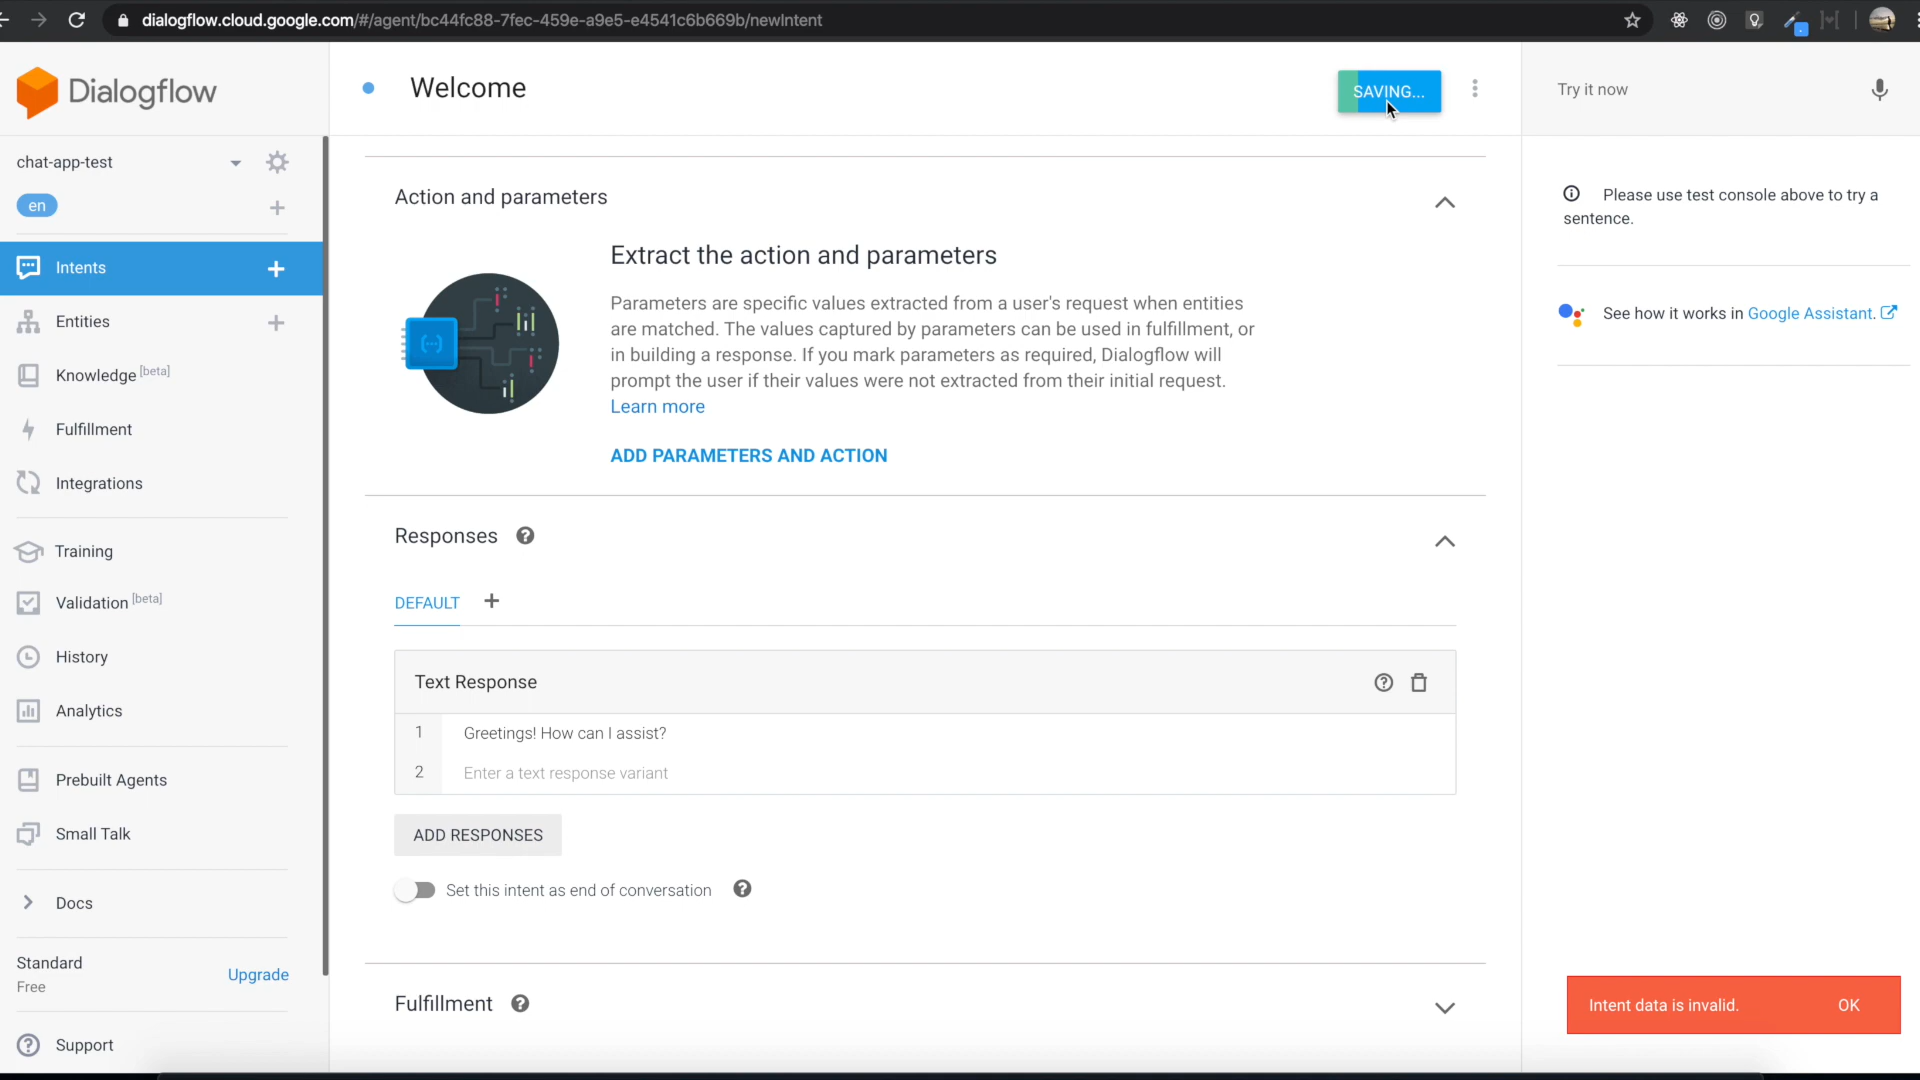 dialogflow.cloud.google.com/#/agent/bc44fc88-7fec-459e-a9e5-e4541c6b669b/newIntent
Dialogflow
Welcome
SAVING...
Try it now
chat-app-test
en
Intents
Entities
Knowledge [beta]
Fulfillment
Integrations
Training
Validation [beta]
History
Analytics
Prebuilt Agents
Small Talk
Docs
Standard
Free
Upgrade
Support
Action and parameters
Extract the action and parameters
Parameters are specific values extracted from a user's request when entities
are matched. The values captured by parameters can be used in fulfillment, or
in building a response. If you mark parameters as required, Dialogflow will
prompt the user if their values were not extracted from their initial request.
Learn more
ADD PARAMETERS AND ACTION
Responses
DEFAULT
Text Response
1 Greetings! How can I assist?
2 Enter a text response variant
ADD RESPONSES
Set this intent as end of conversation
Fulfillment
Please use test console above to try a
sentence.
See how it works in Google Assistant.
Intent data is invalid. OK